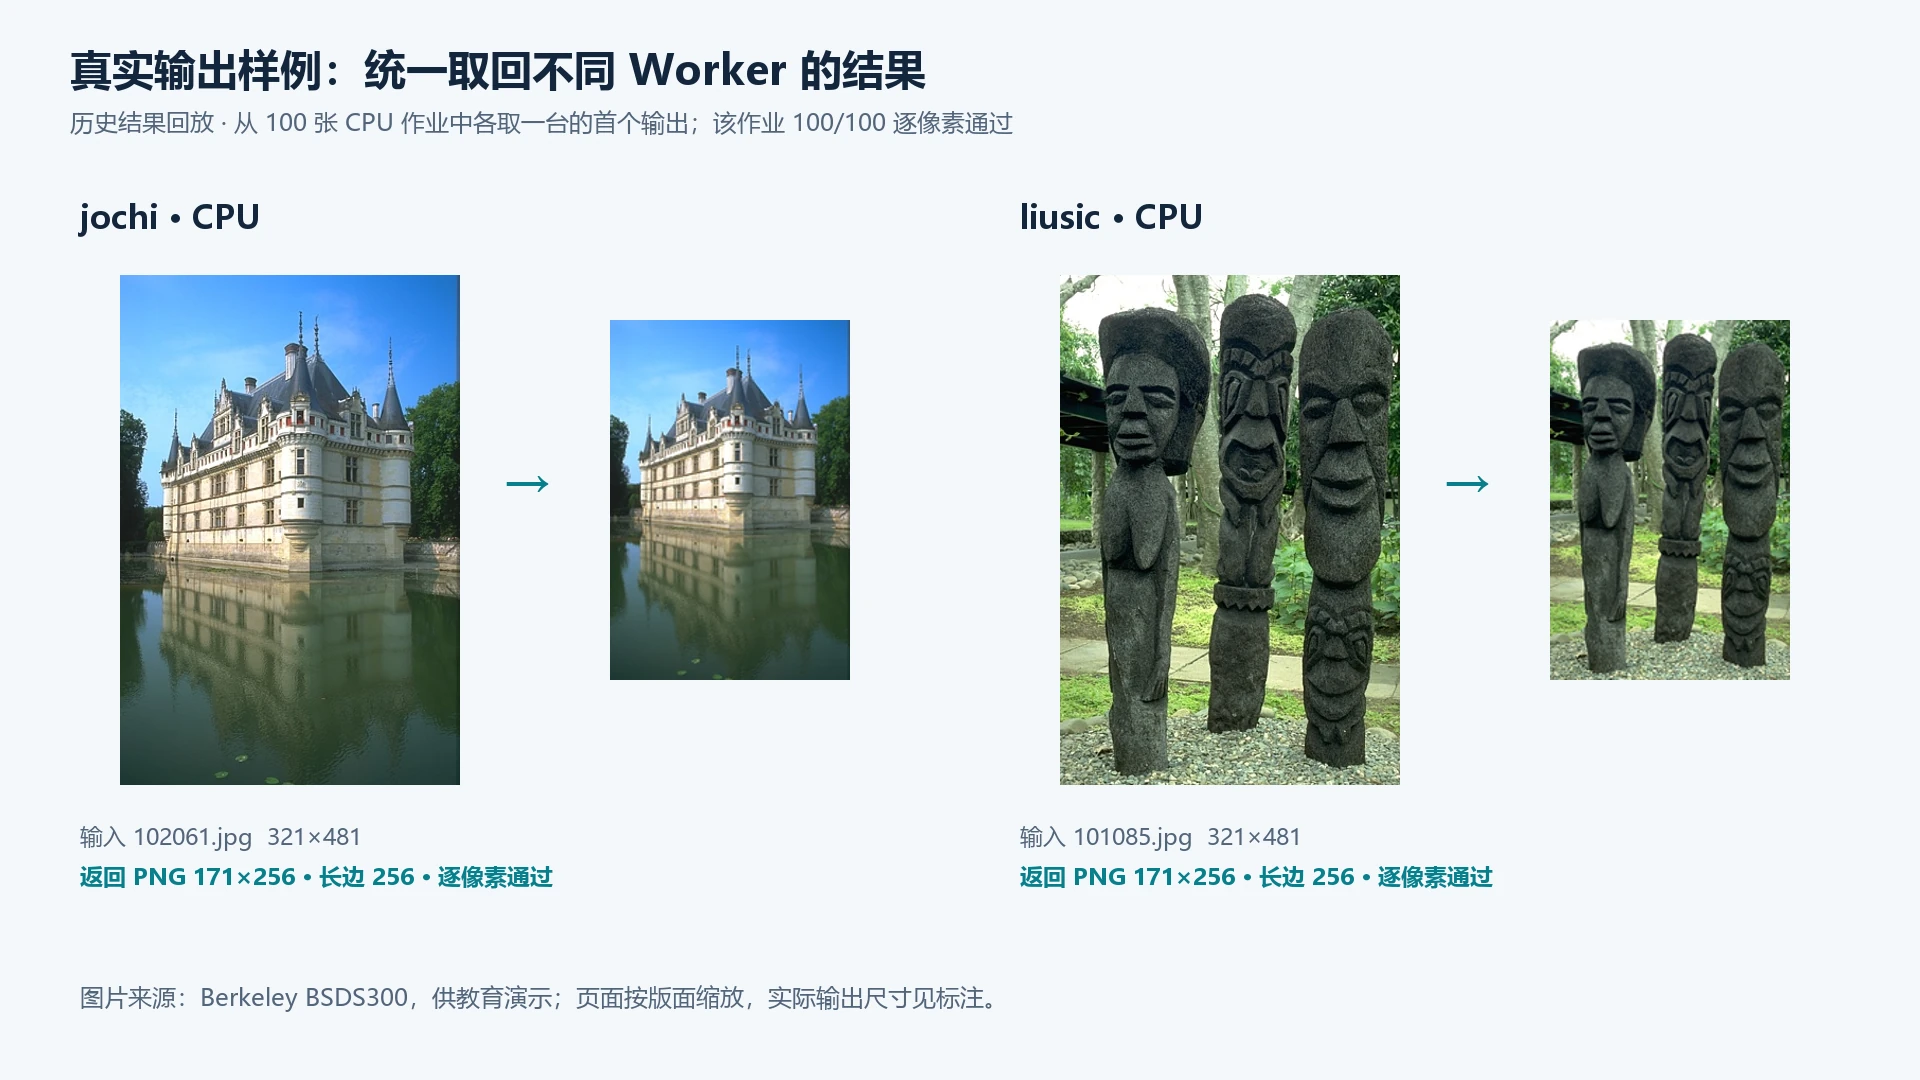 真实输出样例：统一取回不同 Worker 的结果
历史结果回放 · 从 100 张 CPU 作业中各取一台的首个输出；该作业 100/100 逐像素通过
jochi • CPU
liusic • CPU
→
→
输入 102061.jpg 321×481
返回 PNG 171×256 • 长边 256 • 逐像素通过
输入 101085.jpg 321×481
返回 PNG 171×256 • 长边 256 • 逐像素通过
图片来源：Berkeley BSDS300，供教育演示；页面按版面缩放，实际输出尺寸见标注。